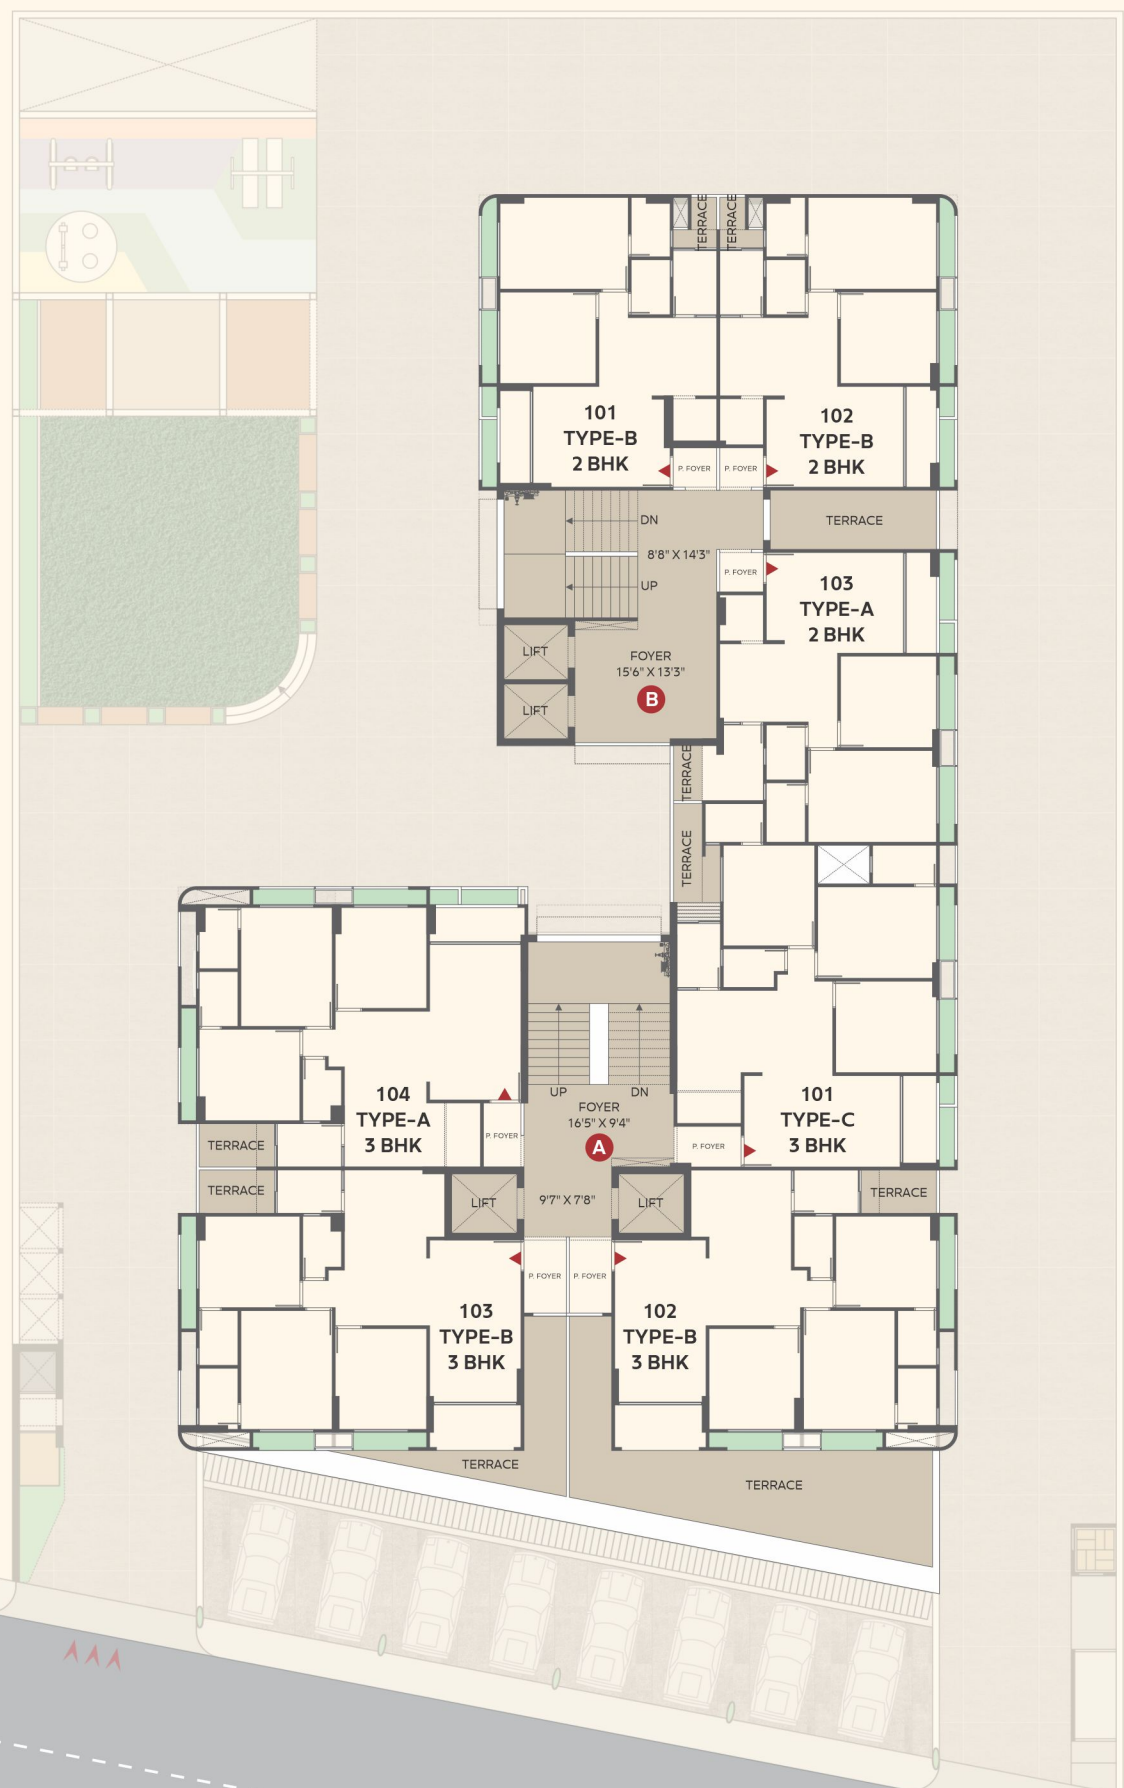 TERRACE
TERRACE
101
TYPE-B
2 BHK
102
TYPE-B
2 BHK
P. FOYER
P. FOYER
DN
8'8" X 14'3"
UP
TERRACE
P. FOYER
103
TYPE-A
2 BHK
LIFT
LIFT
FOYER
15'6" X 13'3"
B
TERRACE
TERRACE
104
TYPE-A
3 BHK
P. FOYER
UP
DN
FOYER
16'5" X 9'4"
A
101
TYPE-C
3 BHK
P. FOYER
TERRACE
TERRACE
LIFT
9'7" X 7'8"
LIFT
TERRACE
P. FOYER
P. FOYER
103
TYPE-B
3 BHK
102
TYPE-B
3 BHK
TERRACE
TERRACE